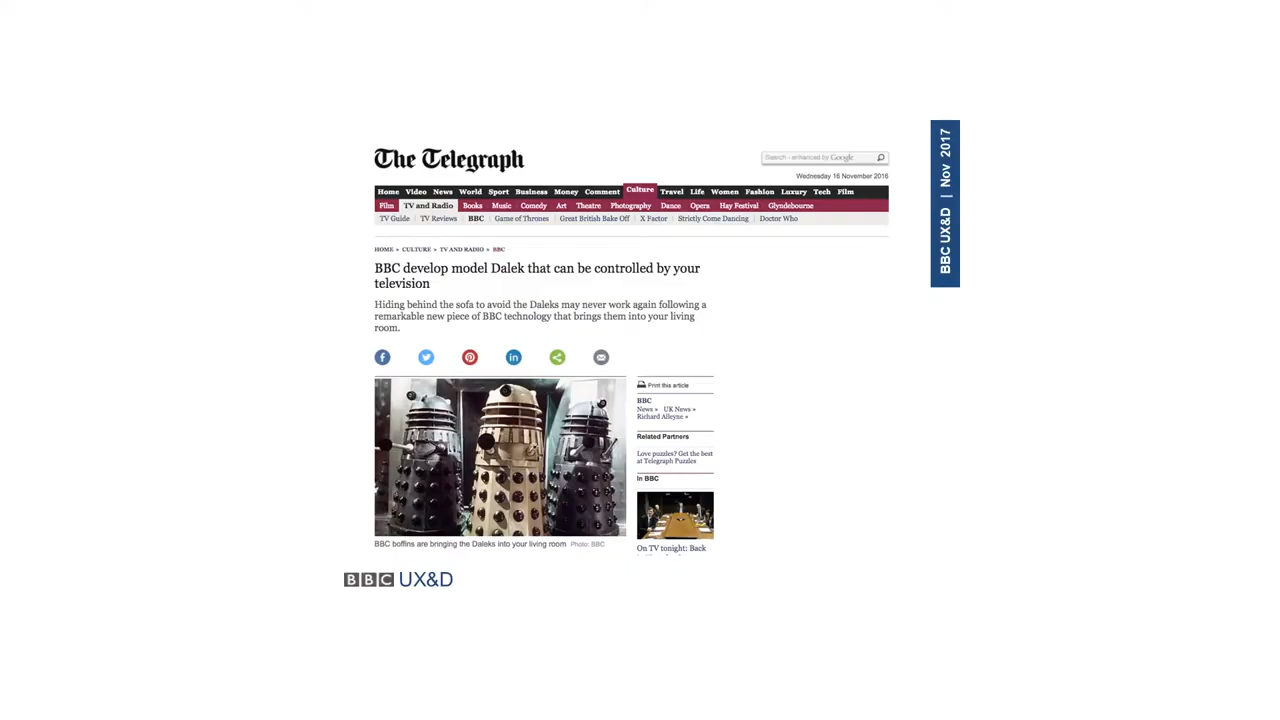 The Telegraph
Search - enhanced by Google
Wednesday 16 November 2016
Home Video News World Sport Business Money Comment Culture Travel Life Women Fashion Luxury Tech Film
Film TV and Radio Books Music Comedy Art Theatre Photography Dance Opera Hay Festival Glyndebourne
TV Guide TV Reviews BBC Game of Thrones Great British Bake Off X Factor Strictly Come Dancing Doctor Who
HOME » CULTURE » TV AND RADIO » BBC
BBC develop model Dalek that can be controlled by your
television
Hiding behind the sofa to avoid the Daleks may never work again following a
remarkable new piece of BBC technology that brings them into your living
room.
Print this article
BBC
News » UK News »
Richard Alleyne »
Related Partners
Love puzzles? Get the best
at Telegraph Puzzles
In BBC
On TV tonight: Back
BBC boffins are bringing the Daleks into your living room Photo: BBC
BBC UX&D
BBC UX&D | Nov 2017